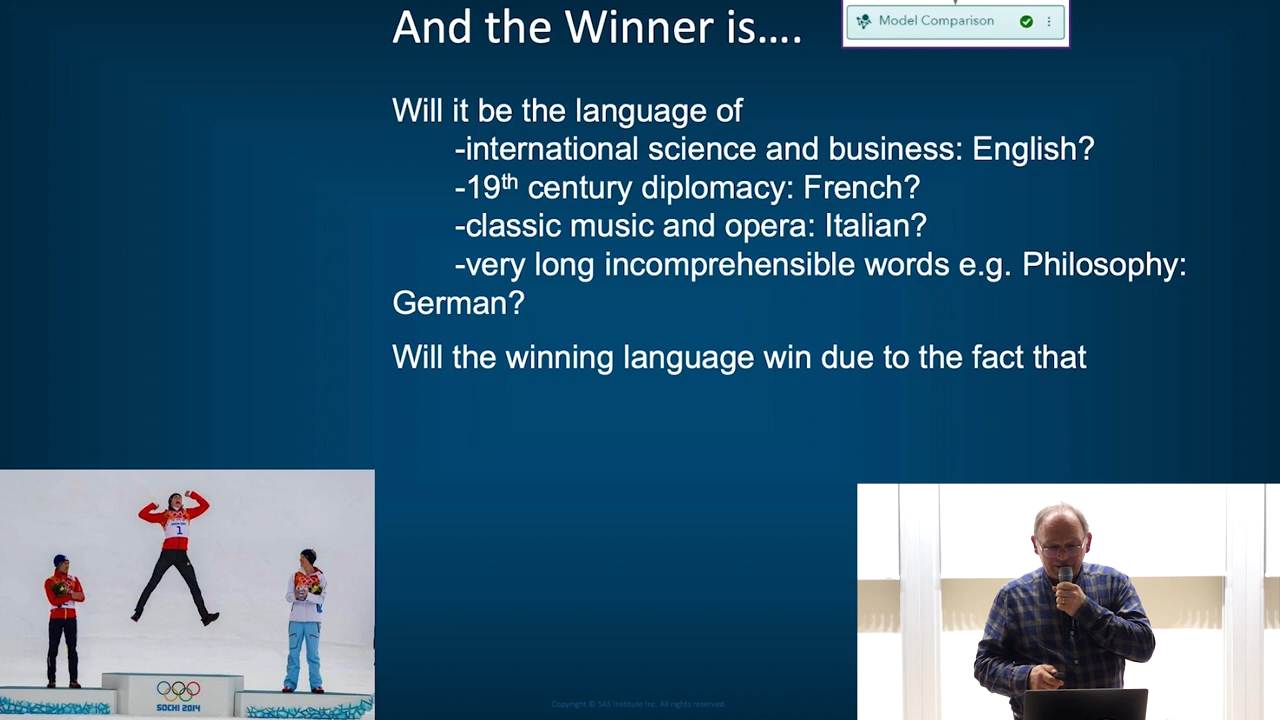 And the Winner is....
Model Comparison
Will it be the language of
-international science and business: English?
-19th century diplomacy: French?
-classic music and opera: Italian?
-very long incomprehensible words e.g. Philosophy:
German?
Will the winning language win due to the fact that
1
SOCHI 2014
Copyright © SAS Institute Inc. All rights reserved.